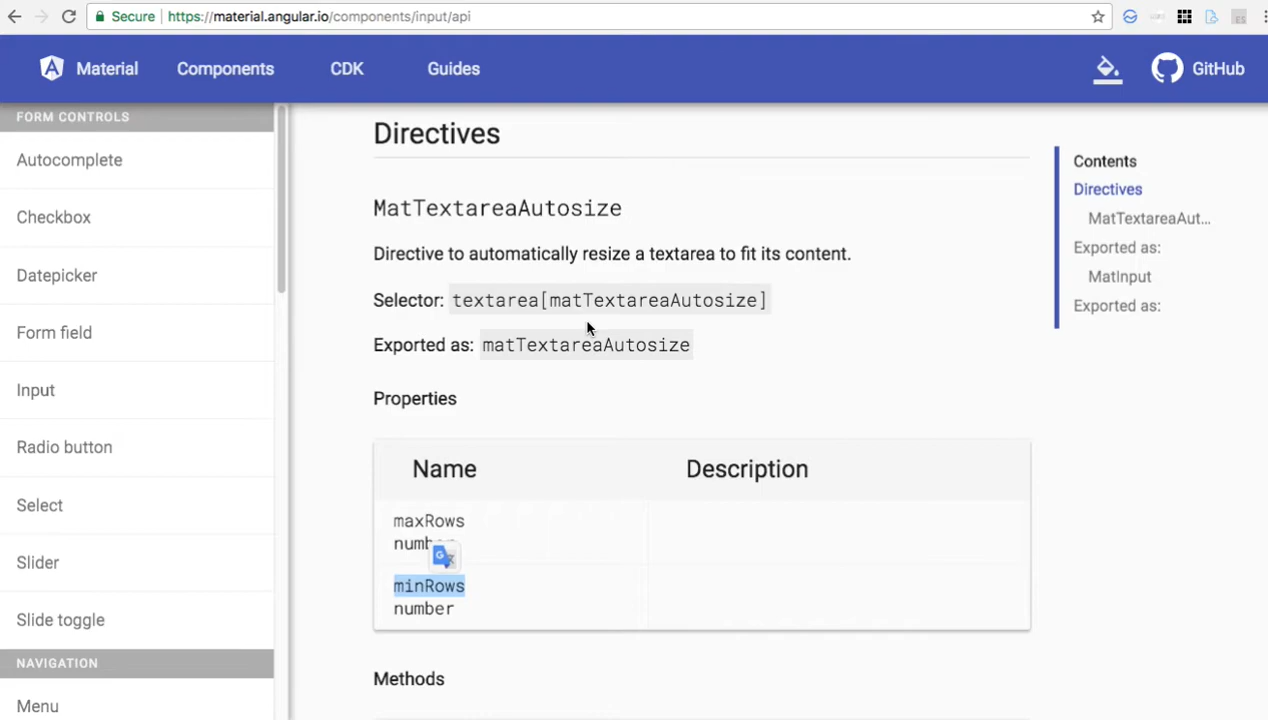 Secure https://material.angular.io/components/input/api
Material Components CDK Guides GitHub
FORM CONTROLS
Autocomplete
Checkbox
Datepicker
Form field
Input
Radio button
Select
Slider
Slide toggle
NAVIGATION
Menu
Directives
MatTextareaAutosize
Directive to automatically resize a textarea to fit its content.
Selector: textarea[matTextareaAutosize]
Exported as: matTextareaAutosize
Properties
Name Description
maxRows
number
minRows
number
Methods
Contents
Directives
MatTextareaAut...
Exported as:
MatInput
Exported as: